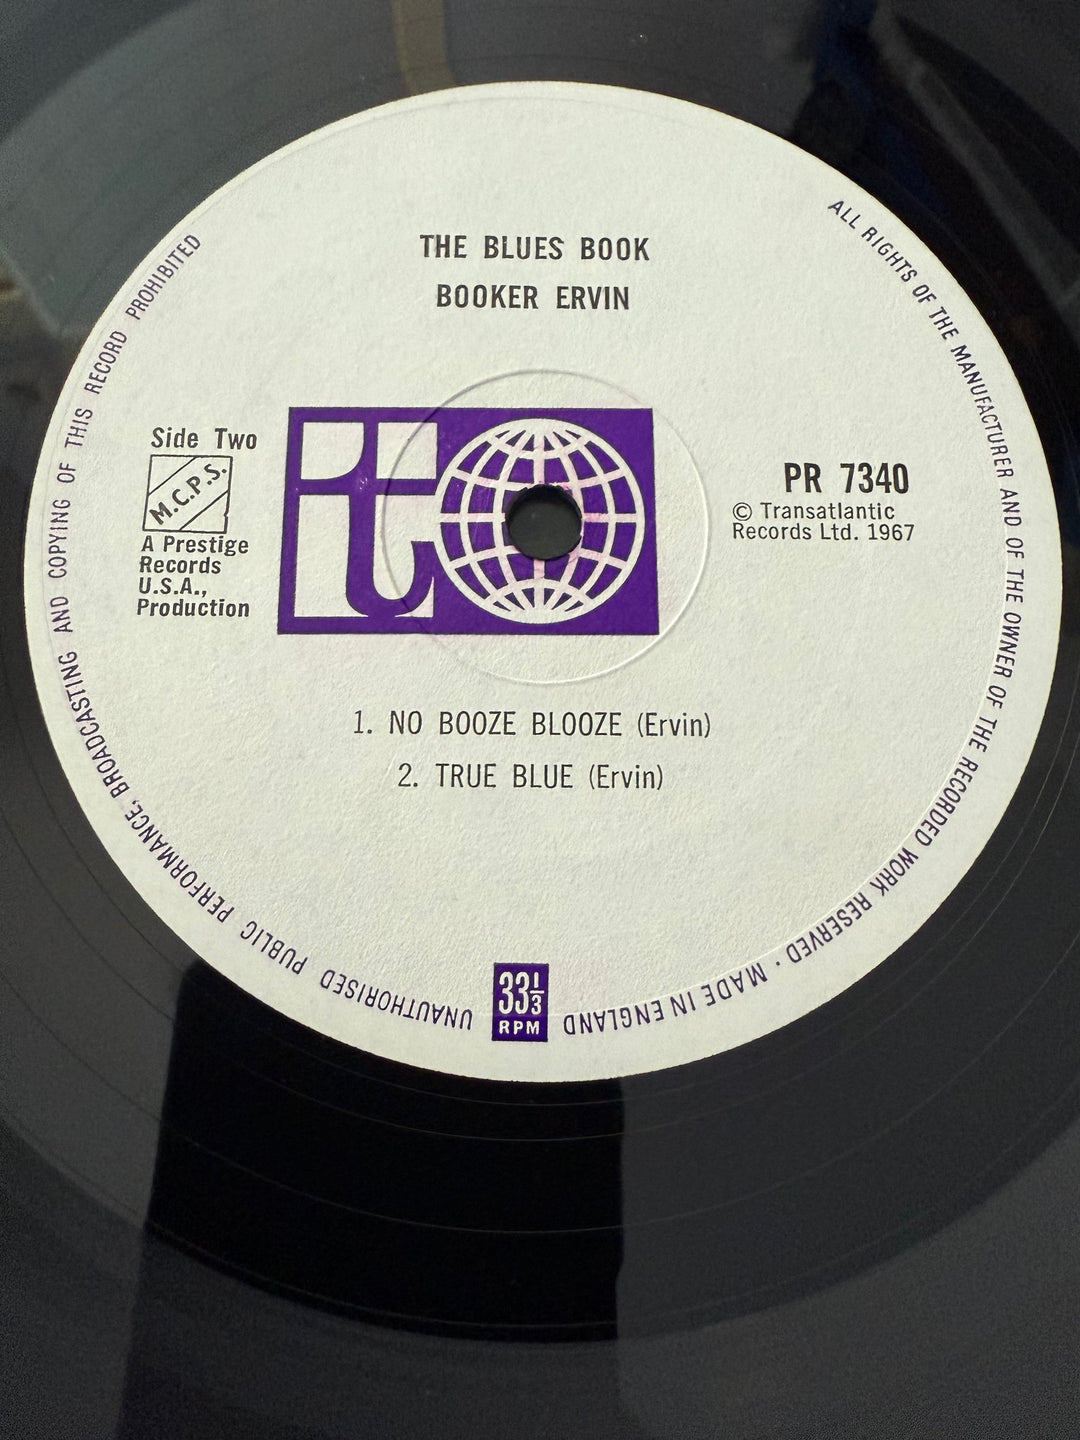 THE BLUES BOOK
BOOKER ERVIN
Side Two
M.C.P.S.
A Prestige
Records
U.S.A.,
Production
t
PR 7340
© Transatlantic
Records Ltd. 1967
1. NO BOOZE BLOOZE (Ervin)
2. TRUE BLUE (Ervin)
33 1/3
RPM
ALL RIGHTS OF THE MANUFACTURER AND OF THE OWNER OF THE RECORDED WORK RESERVED · MADE IN ENGLAND
UNAUTHORISED PUBLIC PERFORMANCE, BROADCASTING AND COPYING OF THIS RECORD PROHIBITED